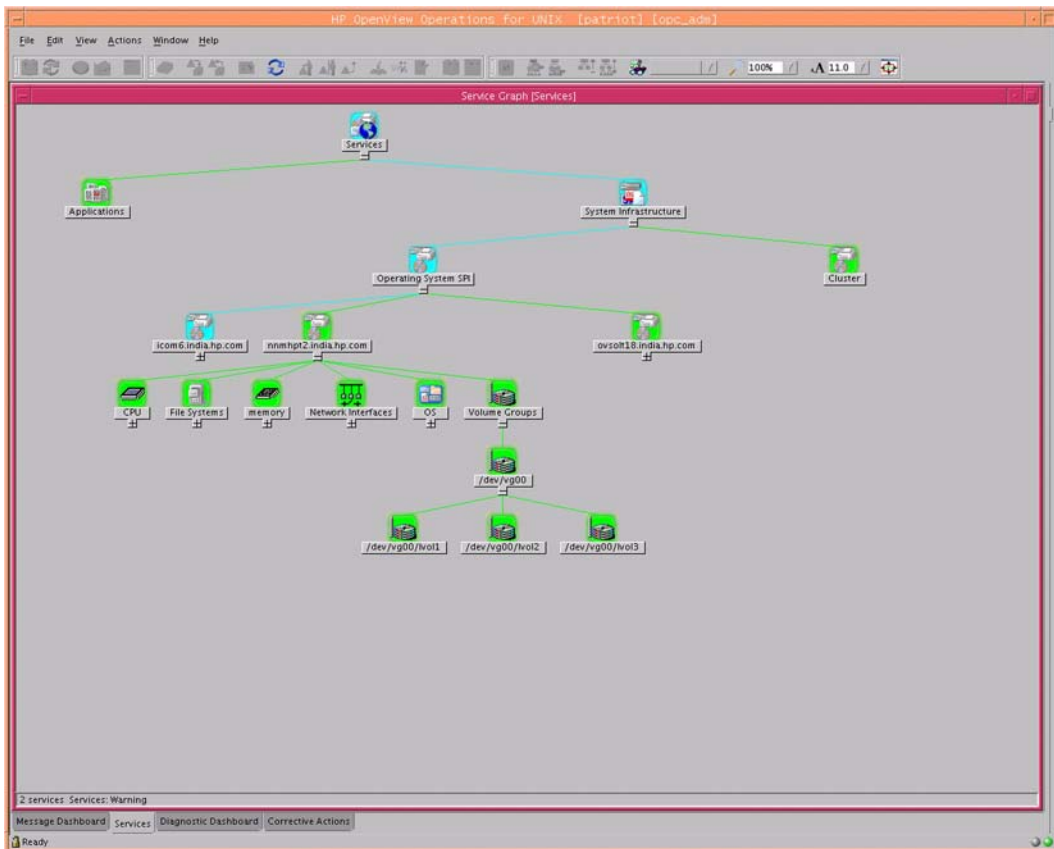 HP OpenView Operations for UNIX [patriot] [opc_adm]
File Edit View Actions Window Help
100% A 11.0
Service Graph [Services]
Services
Applications
System Infrastructure
Operating System SPI
Cluster
icom6.india.hp.com
nnmhpt2.india.hp.com
ovsolt18.india.hp.com
CPU
File Systems
memory
Network Interfaces
OS
Volume Groups
/dev/vg00
/dev/vg00/lvol1
/dev/vg00/lvol2
/dev/vg00/lvol3
2 services Services: Warning
Message Dashboard Services Diagnostic Dashboard Corrective Actions
Ready